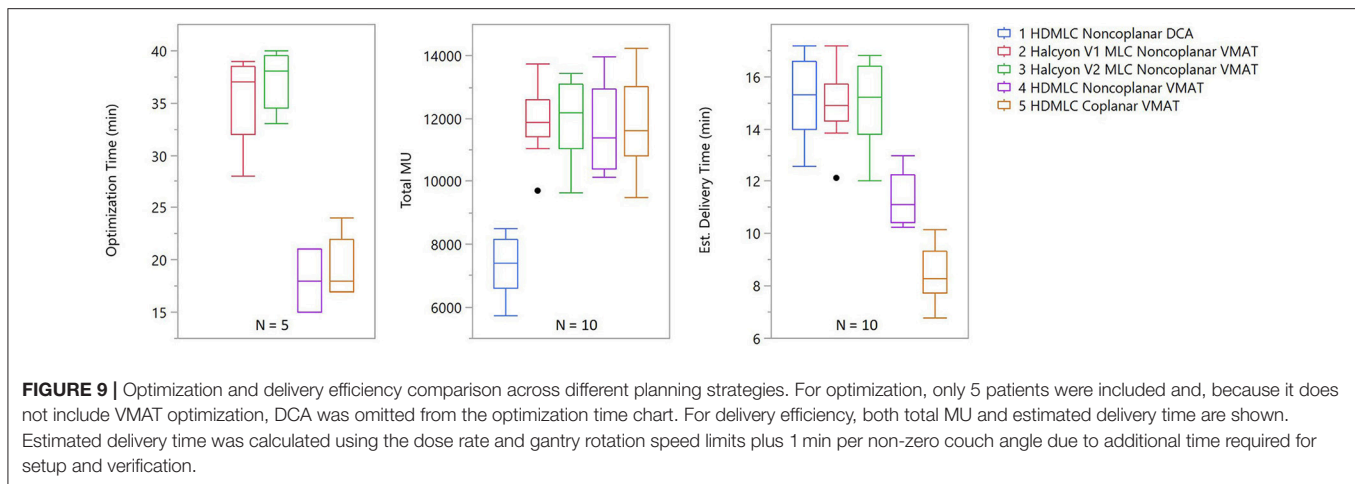 Optimization Time (min)
40
35
30
25
20
15
N = 5
Total MU
14000
12000
10000
8000
6000
N = 10
Est. Delivery Time (min)
16
14
12
10
8
6
N = 10
1 HDMLC Noncoplanar DCA
2 Halcyon V1 MLC Noncoplanar VMAT
3 Halcyon V2 MLC Noncoplanar VMAT
4 HDMLC Noncoplanar VMAT
5 HDMLC Coplanar VMAT
FIGURE 9 | Optimization and delivery efficiency comparison across different planning strategies. For optimization, only 5 patients were included and, because it does
not include VMAT optimization, DCA was omitted from the optimization time chart. For delivery efficiency, both total MU and estimated delivery time are shown.
Estimated delivery time was calculated using the dose rate and gantry rotation speed limits plus 1 min per non-zero couch angle due to additional time required for
setup and verification.